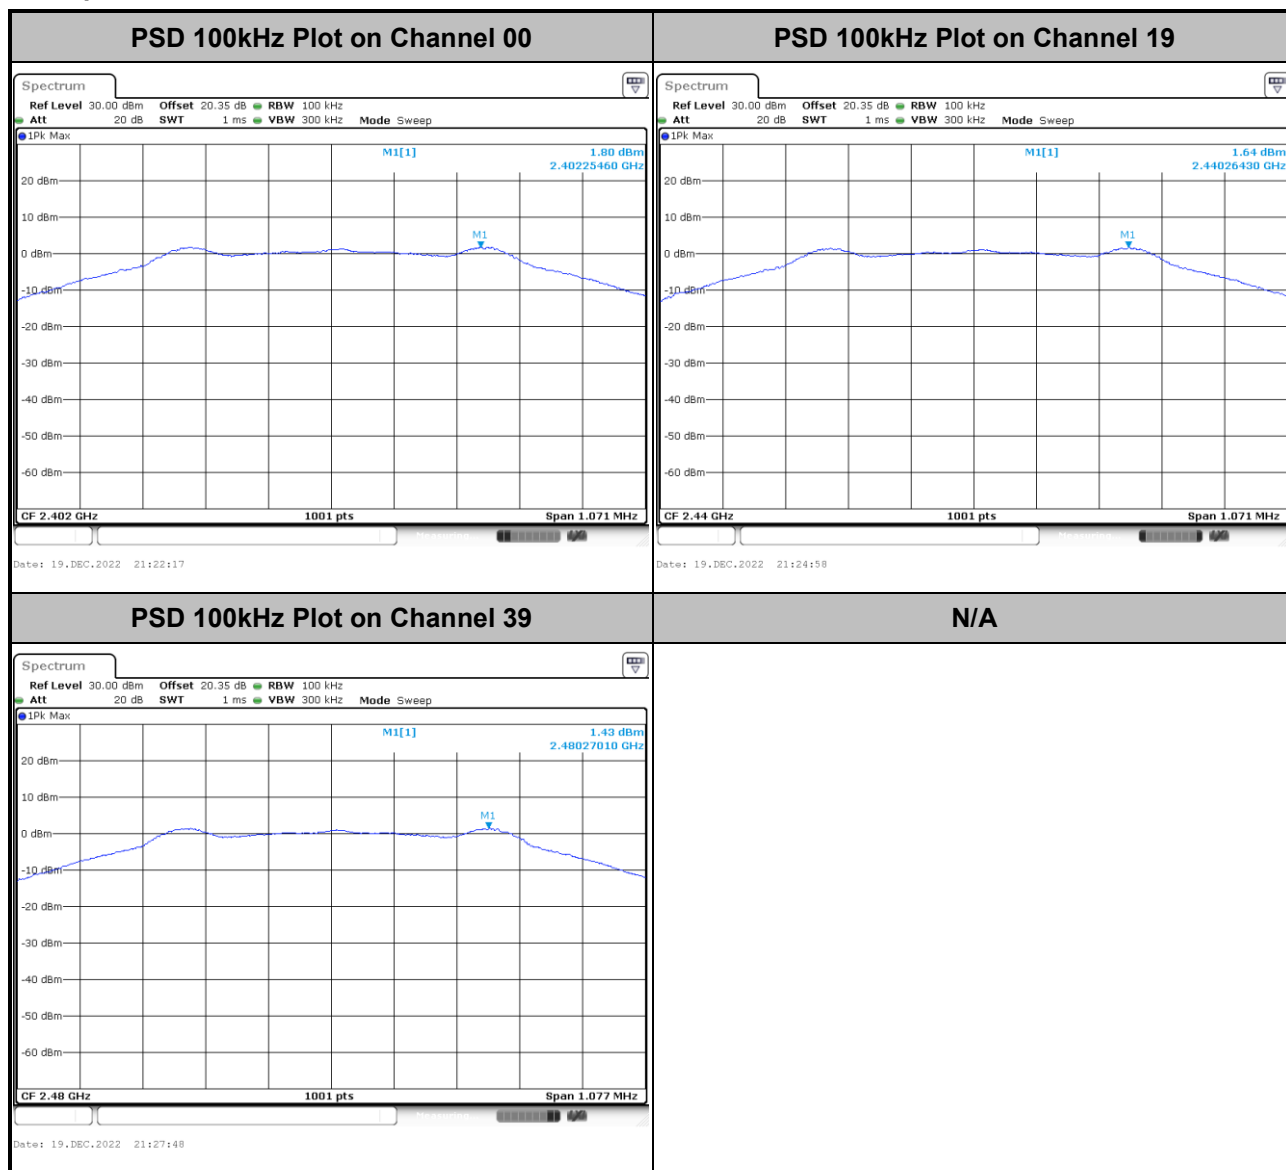 PSD 100kHz Plot on Channel 00
Spectrum
Ref Level 30.00 dBm Offset 20.35 dB RBW 100 kHz
Att 20 dB SWT 1 ms VBW 300 kHz Mode Sweep
1Pk Max
M1[1] 1.80 dBm
2.40225460 GHz
20 dBm
10 dBm
M1
0 dBm
-10 dBm
-20 dBm
-30 dBm
-40 dBm
-50 dBm
-60 dBm
CF 2.402 GHz 1001 pts Span 1.071 MHz
Measuring...
Date: 19.DEC.2022 21:22:17
PSD 100kHz Plot on Channel 19
Spectrum
Ref Level 30.00 dBm Offset 20.35 dB RBW 100 kHz
Att 20 dB SWT 1 ms VBW 300 kHz Mode Sweep
1Pk Max
M1[1] 1.64 dBm
2.44026430 GHz
20 dBm
10 dBm
M1
0 dBm
-10 dBm
-20 dBm
-30 dBm
-40 dBm
-50 dBm
-60 dBm
CF 2.44 GHz 1001 pts Span 1.071 MHz
Measuring...
Date: 19.DEC.2022 21:24:58
PSD 100kHz Plot on Channel 39
Spectrum
Ref Level 30.00 dBm Offset 20.35 dB RBW 100 kHz
Att 20 dB SWT 1 ms VBW 300 kHz Mode Sweep
1Pk Max
M1[1] 1.43 dBm
2.48027010 GHz
20 dBm
10 dBm
M1
0 dBm
-10 dBm
-20 dBm
-30 dBm
-40 dBm
-50 dBm
-60 dBm
CF 2.48 GHz 1001 pts Span 1.077 MHz
Measuring...
Date: 19.DEC.2022 21:27:48
N/A